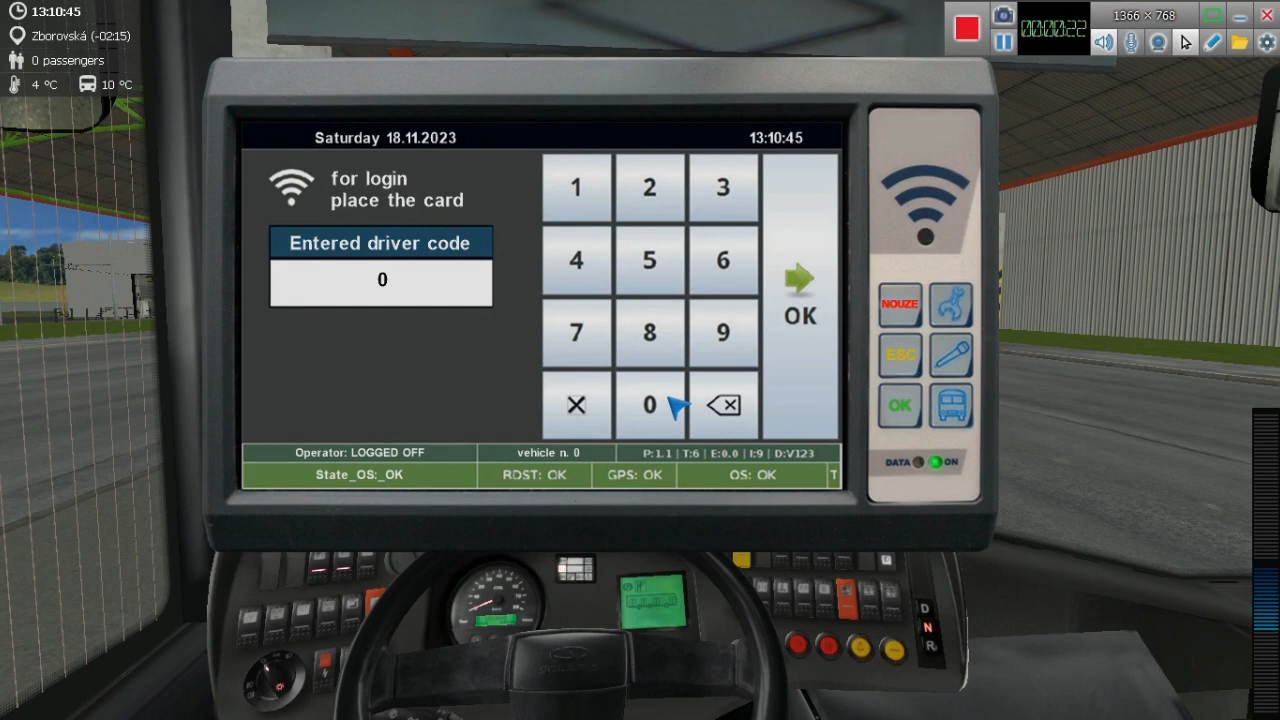 13:10:45
Zborovská (-02:15)
0 passengers
4 °C 10 °C
1366 × 768
00:00:22
Saturday 18.11.2023 13:10:45
for login
place the card
Entered driver code
0
1 2 3
4 5 6
7 8 9
0
OK
NOUZE
ESC
OK
DATA ON
Operator: LOGGED OFF vehicle n. 0 P:1.1 | T:6 | E:0.0 | I:9 | D:V123
State_OS:_OK RDST: OK GPS: OK OS: OK T
D
N
R